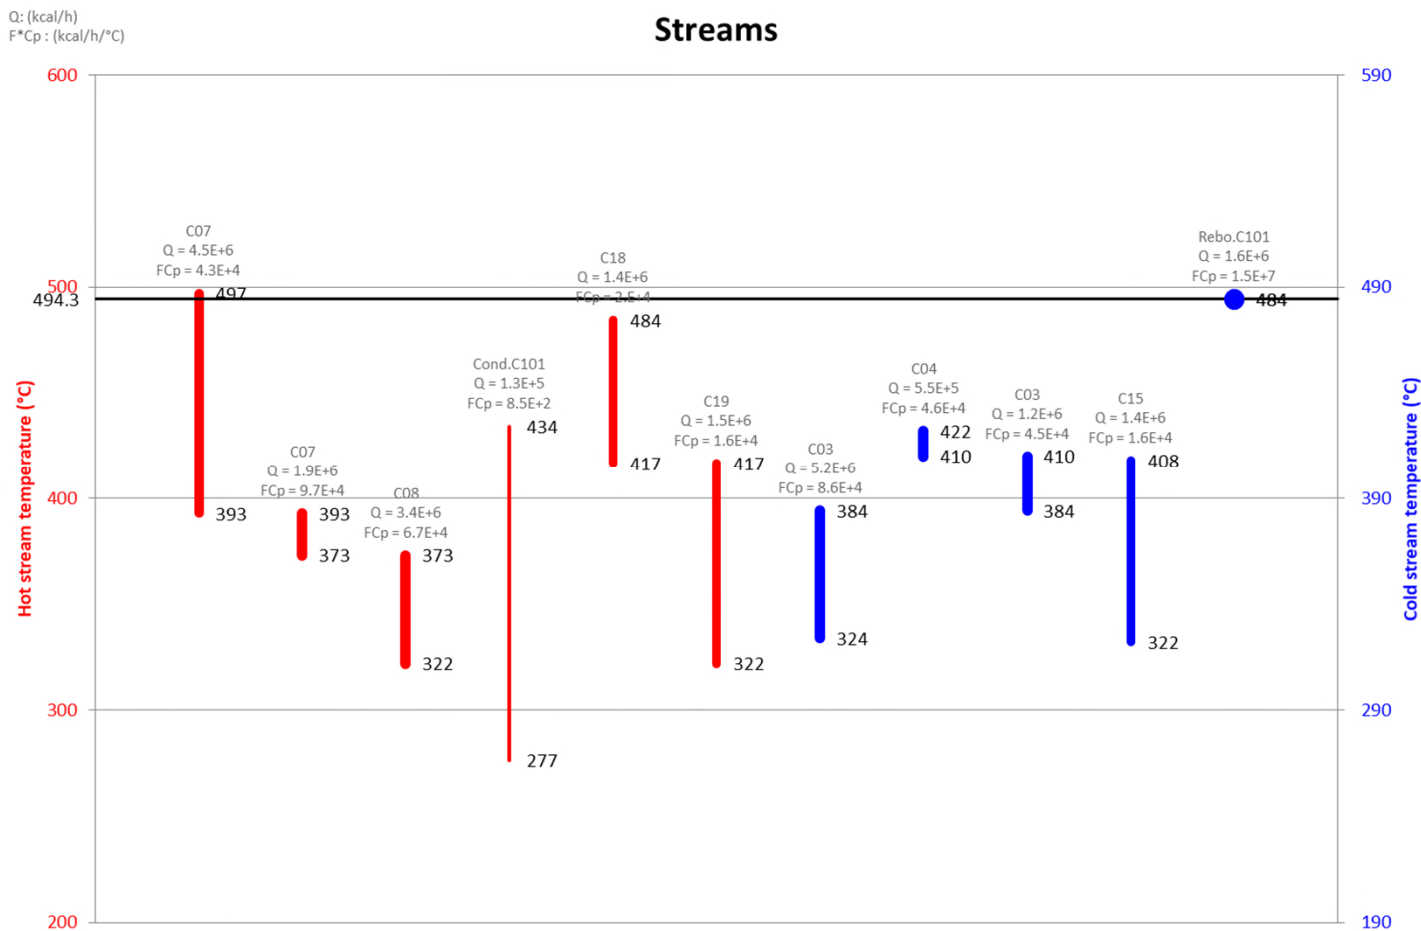 Q: (kcal/h)
F*Cp : (kcal/h/°C)
Streams
600
590
C07
Q = 4.5E+6
FCp = 4.3E+4
497
Rebo.C101
Q = 1.6E+6
FCp = 1.5E+7
484
C18
Q = 1.4E+6
FCp = 2.E+4
484
417
500
490
494.3
Cond.C101
Q = 1.3E+5
FCp = 8.5E+2
434
277
C04
Q = 5.5E+5
FCp = 4.6E+4
422
410
C03
Q = 1.2E+6
FCp = 4.5E+4
410
384
C15
Q = 1.4E+6
FCp = 1.6E+4
408
322
C19
Q = 1.5E+6
FCp = 1.6E+4
417
322
C03
Q = 5.2E+6
FCp = 8.6E+4
384
324
C07
Q = 1.9E+6
FCp = 9.7E+4
393
373
C08
Q = 3.4E+6
FCp = 6.7E+4
373
322
393
400
390
300
290
200
190
Hot stream temperature (°C)
Cold stream temperature (°C)